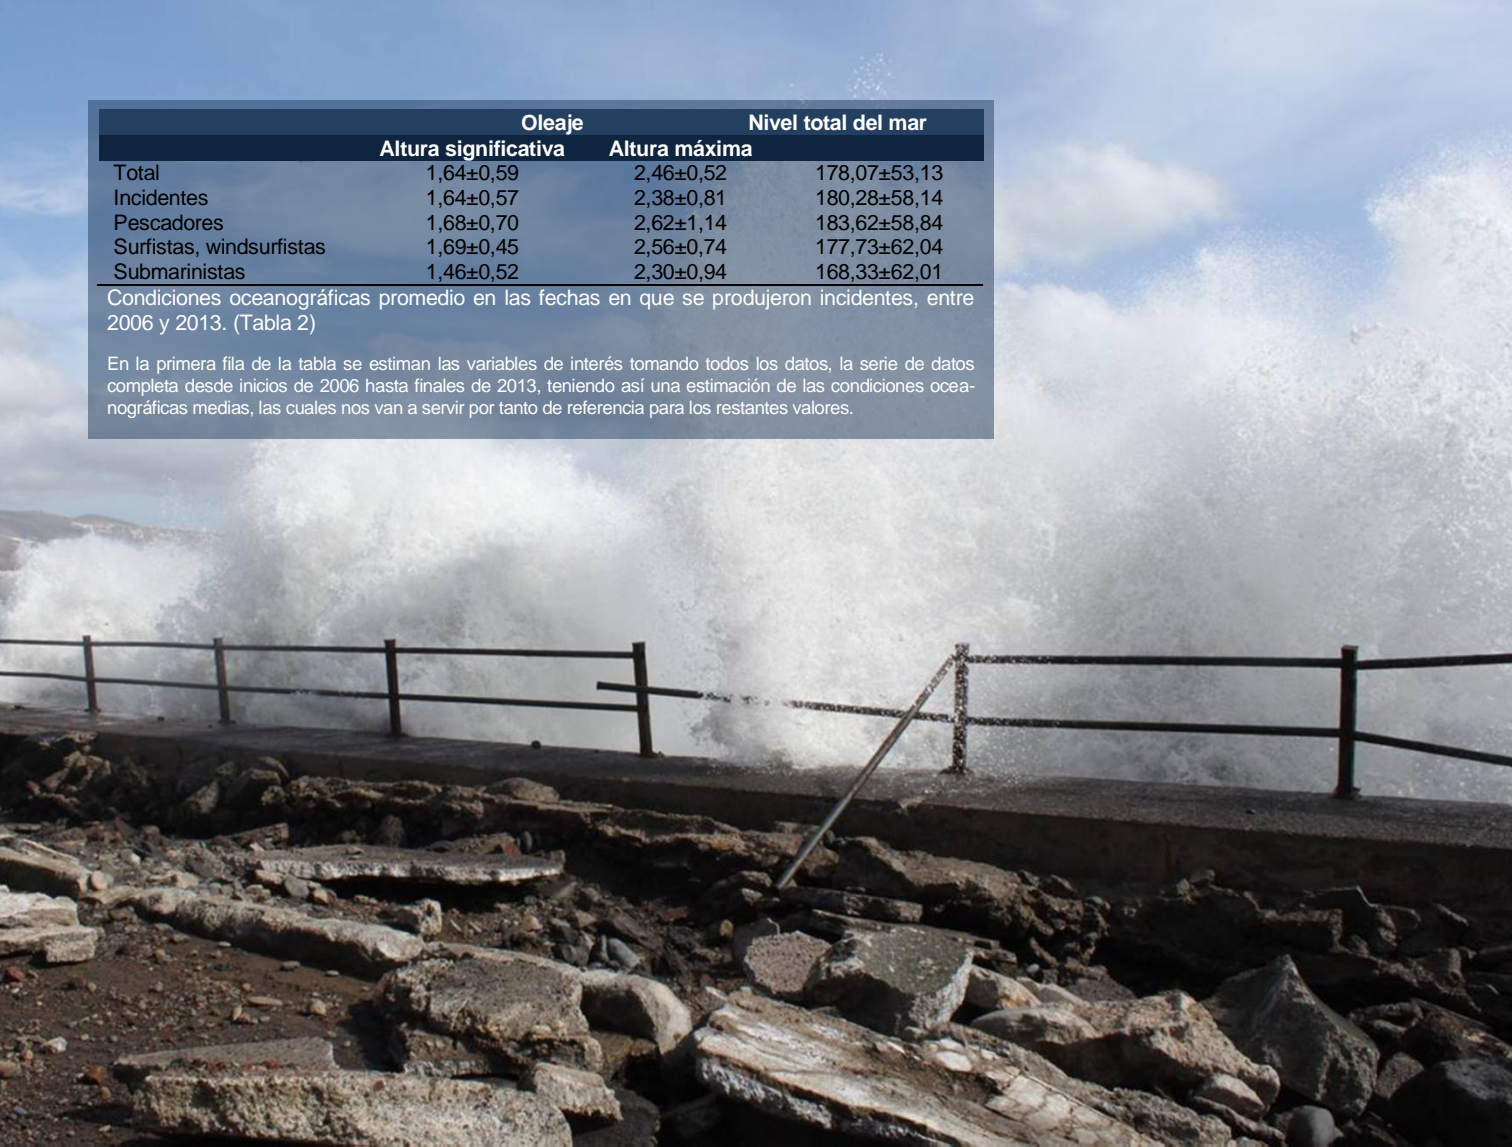 Oleaje Nivel total del mar
Altura significativa Altura máxima
Total 1,64±0,59 2,46±0,52 178,07±53,13
Incidentes 1,64±0,57 2,38±0,81 180,28±58,14
Pescadores 1,68±0,70 2,62±1,14 183,62±58,84
Surfistas, windsurfistas 1,69±0,45 2,56±0,74 177,73±62,04
Submarinistas 1,46±0,52 2,30±0,94 168,33±62,01
Condiciones oceanográficas promedio en las fechas en que se produjeron incidentes, entre
2006 y 2013. (Tabla 2)
En la primera fila de la tabla se estiman las variables de interés tomando todos los datos, la serie de datos
completa desde inicios de 2006 hasta finales de 2013, teniendo así una estimación de las condiciones ocea-
nográficas medias, las cuales nos van a servir por tanto de referencia para los restantes valores.